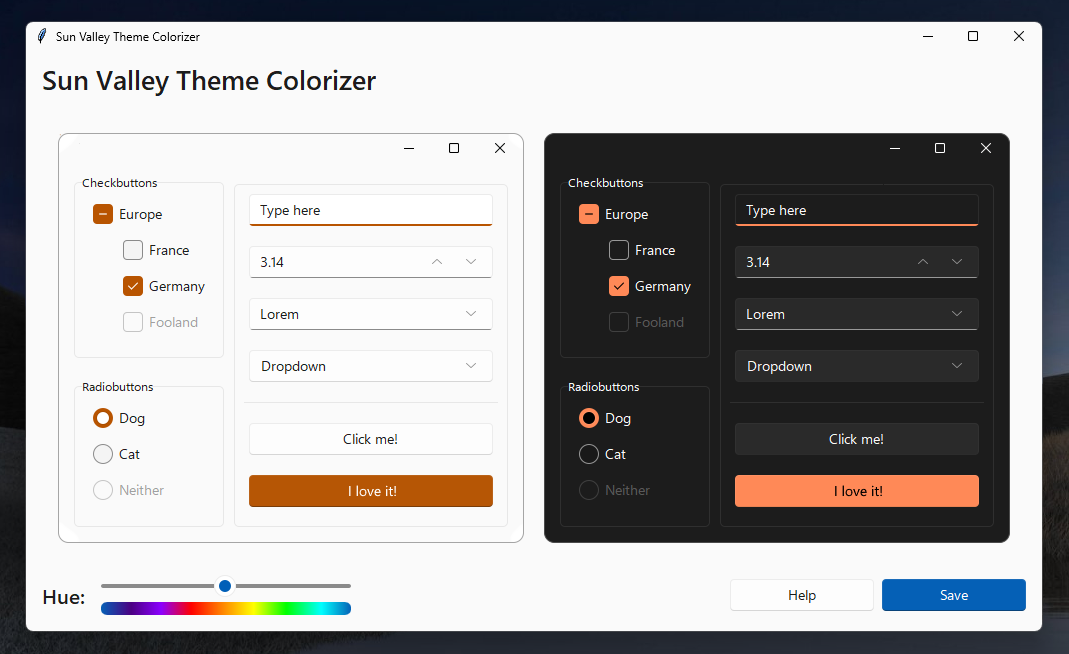 Sun Valley Theme Colorizer
Sun Valley Theme Colorizer
Checkbuttons
Europe
France
Germany
Fooland
Radiobuttons
Dog
Cat
Neither
Type here
3.14
Lorem
Dropdown
Click me!
I love it!
Checkbuttons
Europe
France
Germany
Fooland
Radiobuttons
Dog
Cat
Neither
Type here
3.14
Lorem
Dropdown
Click me!
I love it!
Hue:
Help
Save